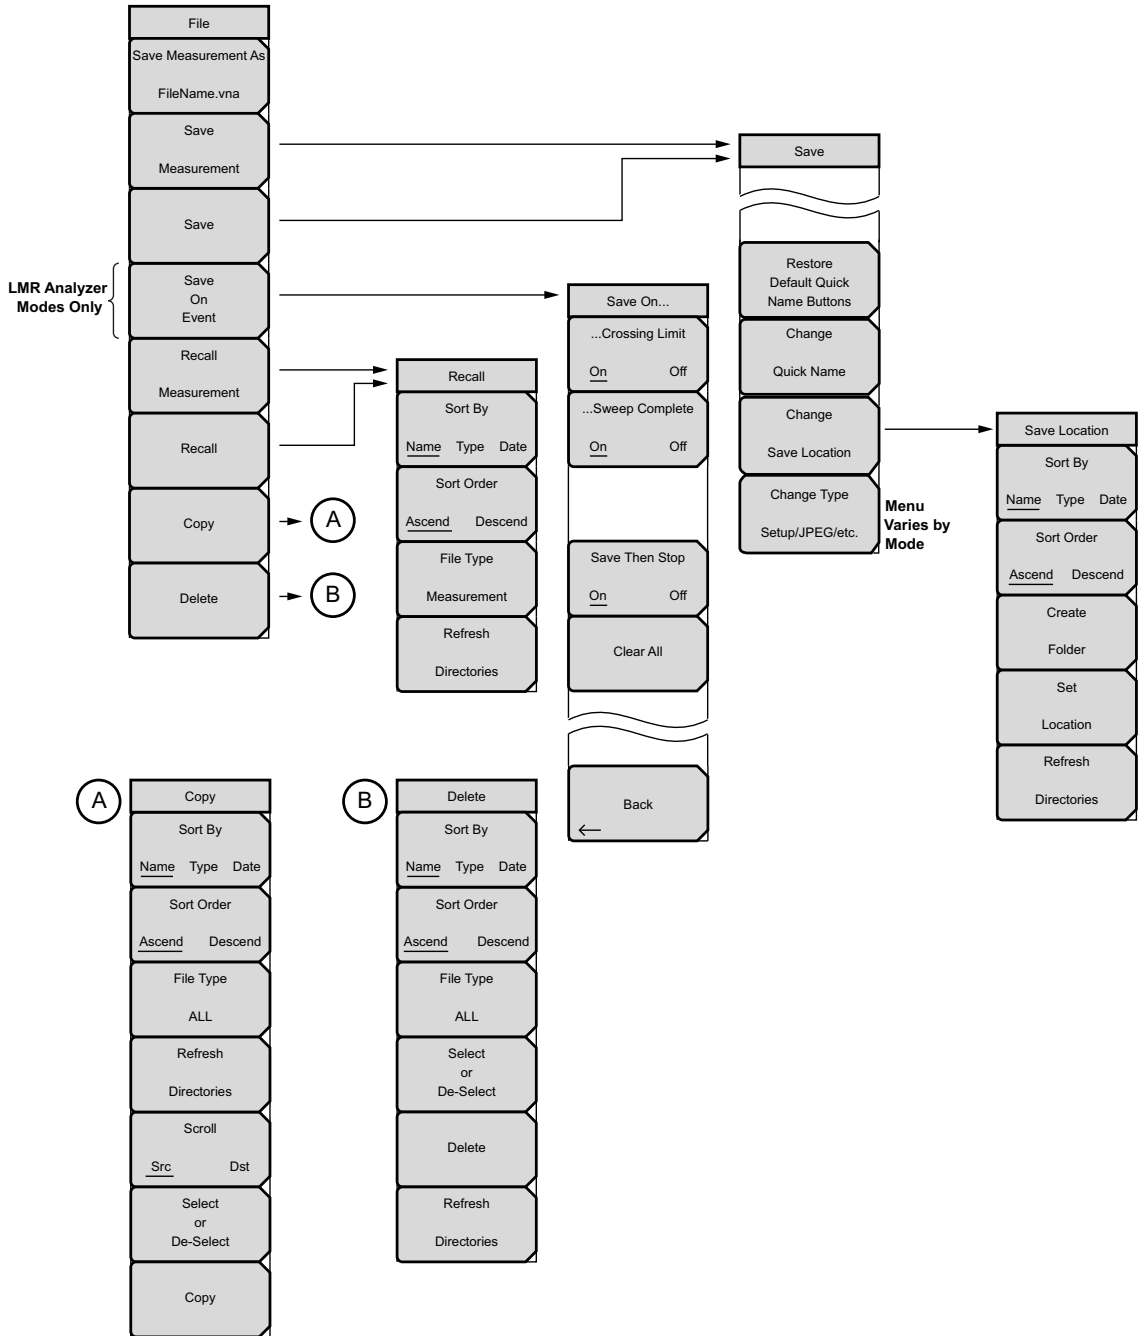 File
Save Measurement As
FileName.vna
Save
Measurement
Save
LMR Analyzer
Modes Only
Save
On
Event
Recall
Measurement
Recall
Copy
A
Delete
B
Recall
Sort By
Name Type Date
Sort Order
Ascend Descend
File Type
Measurement
Refresh
Directories
Save On...
...Crossing Limit
On Off
...Sweep Complete
On Off
Save Then Stop
On Off
Clear All
Back
Save
Restore
Default Quick
Name Buttons
Change
Quick Name
Change
Save Location
Change Type
Setup/JPEG/etc.
Menu
Varies by
Mode
Save Location
Sort By
Name Type Date
Sort Order
Ascend Descend
Create
Folder
Set
Location
Refresh
Directories
A
Copy
Sort By
Name Type Date
Sort Order
Ascend Descend
File Type
ALL
Refresh
Directories
Scroll
Src Dst
Select
or
De-Select
Copy
B
Delete
Sort By
Name Type Date
Sort Order
Ascend Descend
File Type
ALL
Select
or
De-Select
Delete
Refresh
Directories